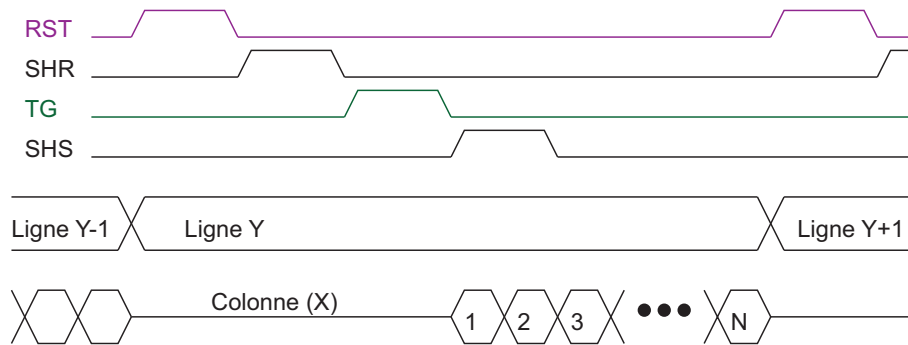 RST
SHR
TG
SHS
Ligne Y-1 Ligne Y Ligne Y+1
Colonne (X) 1 2 3 ●●● N